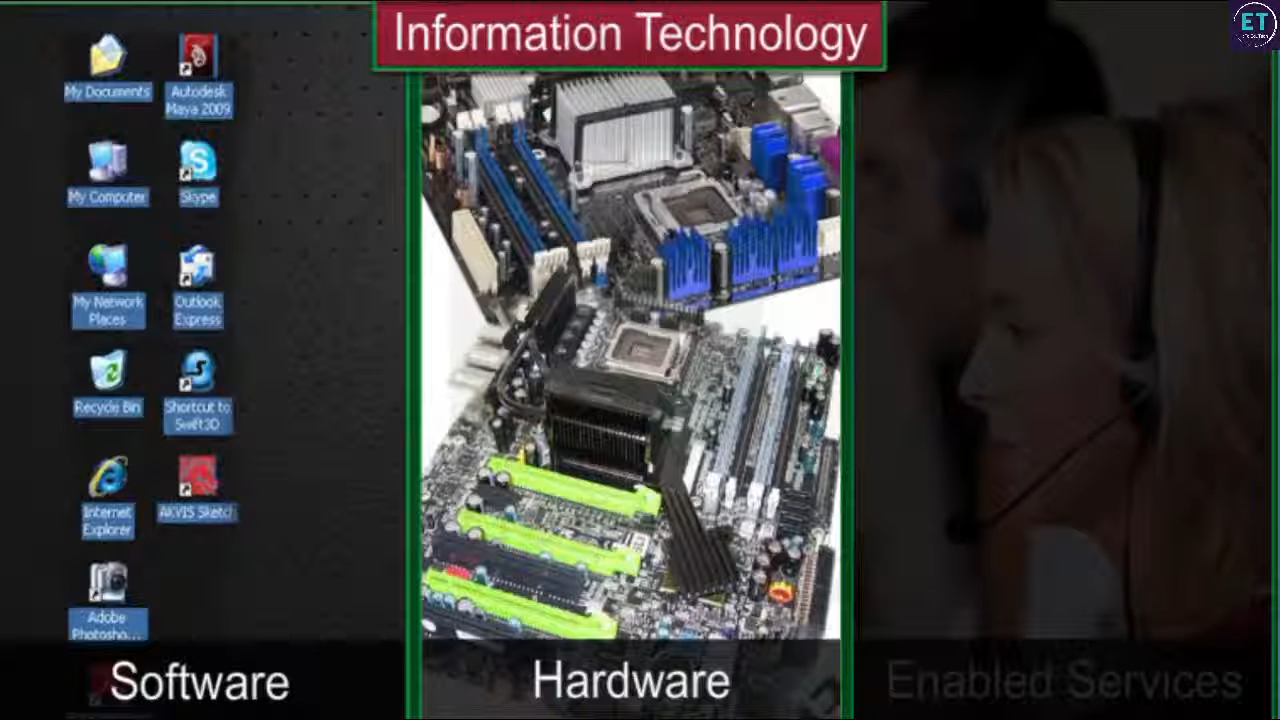 Information Technology
ET
My Documents
Autodesk
Maya 2009
My Computer
Skype
My Network
Places
Outlook
Express
Recycle Bin
Shortcut to
Swift3D
Internet
Explorer
AKVIS Sketch
Adobe
Photosho...
Software
Hardware
Enabled Services